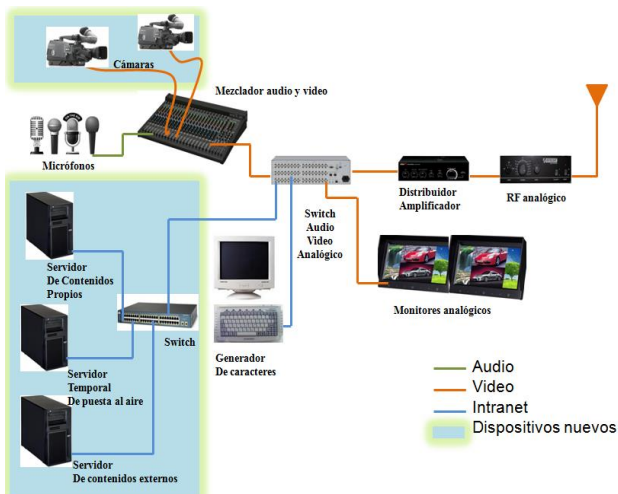 Cámaras
Mezclador audio y video
Micrófonos
Distribuidor
Amplificador
RF analógico
Switch
Audio
Video
Analógico
Servidor
De Contenidos
Propios
Monitores analógicos
Switch
Generador
De caracteres
Servidor
Temporal
De puesta al aire
Audio
Video
Intranet
Dispositivos nuevos
Servidor
De contenidos externos